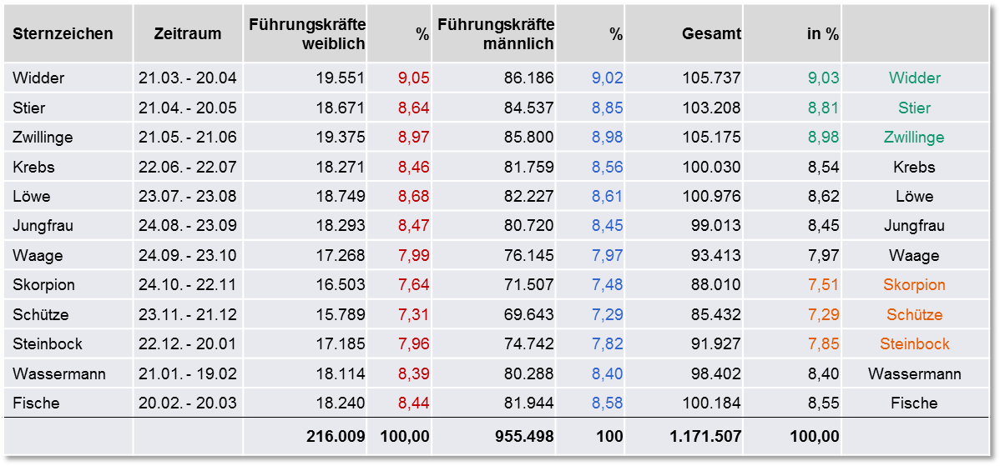 Sternzeichen Zeitraum Führungskräfte weiblich % Führungskräfte männlich % Gesamt in %
Widder 21.03. - 20.04 19.551 9,05 86.186 9,02 105.737 9,03 Widder
Stier 21.04. - 20.05 18.671 8,64 84.537 8,85 103.208 8,81 Stier
Zwillinge 21.05. - 21.06 19.375 8,97 85.800 8,98 105.175 8,98 Zwillinge
Krebs 22.06. - 22.07 18.271 8,46 81.759 8,56 100.030 8,54 Krebs
Löwe 23.07. - 23.08 18.749 8,68 82.227 8,61 100.976 8,62 Löwe
Jungfrau 24.08. - 23.09 18.293 8,47 80.720 8,45 99.013 8,45 Jungfrau
Waage 24.09. - 23.10 17.268 7,99 76.145 7,97 93.413 7,97 Waage
Skorpion 24.10. - 22.11 16.503 7,64 71.507 7,48 88.010 7,51 Skorpion
Schütze 23.11. - 21.12 15.789 7,31 69.643 7,29 85.432 7,29 Schütze
Steinbock 22.12. - 20.01 17.185 7,96 74.742 7,82 91.927 7,85 Steinbock
Wassermann 21.01. - 19.02 18.114 8,39 80.288 8,40 98.402 8,40 Wassermann
Fische 20.02. - 20.03 18.240 8,44 81.944 8,58 100.184 8,55 Fische
216.009 100,00 955.498 100 1.171.507 100,00